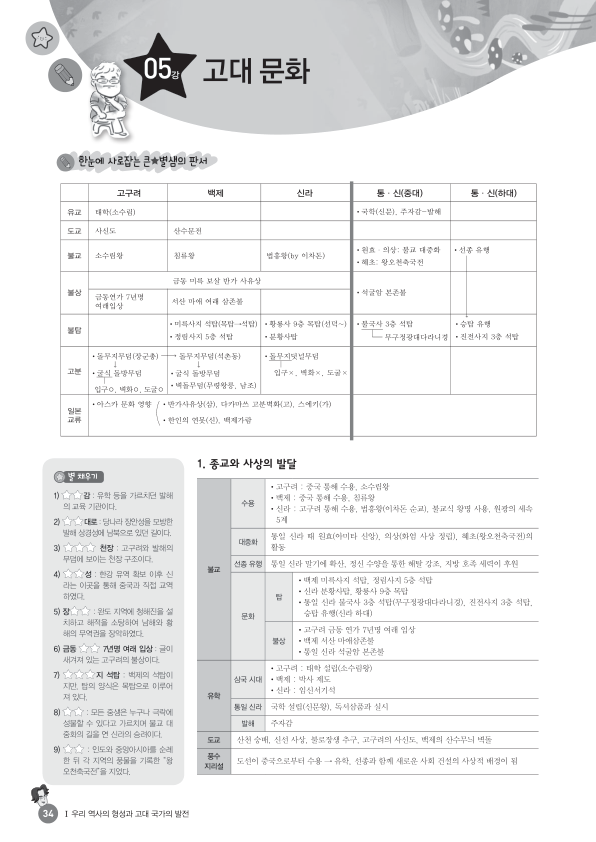 05강 고대 문화
한눈에 사로잡는 큰★별샘의 판서
고구려 백제 신라 통·신(중대) 통·신(하대)
유교 태학(소수림) • 국학(신문), 주자감-발해
도교 사신도 산수문전
불교 소수림왕 침류왕 법흥왕(by 이차돈) • 원효·의상: 불교 대중화 • 선종 유행
• 혜초: 왕오천축국전
불상 금동 미륵 보살 반가 사유상
금동연가 7년명 서산 마애 여래 삼존불 • 석굴암 본존불
여래입상
불탑 • 미륵사지 석탑(목탑→석탑) • 황룡사 9층 목탑(선덕~) • 불국사 3층 석탑 • 승탑 유행
• 정림사지 5층 석탑 • 분황사탑 무구정광대다라니경 • 진전사지 3층 석탑
고분 • 돌무지무덤(장군총) → • 돌무지무덤(석촌동) • 돌무지덧널무덤
↓ ↓
• 굴식 돌방무덤 • 굴식 돌방무덤 입구×, 벽화×, 도굴×
입구○, 벽화○, 도굴○ • 벽돌무덤(무령왕릉, 남조)
일본 교류 • 아스카 문화 영향 • 반가사유상(삼), 다카마쓰 고분벽화(고), 스에키(가)
• 한인의 연못(신), 백제가람
별 채우기
1) ☆☆감 : 유학 등을 가르치던 발해
의 교육 기관이다.
2) ☆☆대로 : 당나라 장안성을 모방한
발해 상경성에 남북으로 있던 길이다.
3) ☆☆☆ 천장 : 고구려와 발해의
무덤에 보이는 천장 구조이다.
4) ☆☆성 : 한강 유역 확보 이후 신
라는 이곳을 통해 중국과 직접 교역
하였다.
5) 장☆☆ : 완도 지역에 청해진을 설
치하고 해적을 소탕하여 남해와 황
해의 무역권을 장악하였다.
6) 금동 ☆☆ 7년명 여래 입상 : 글이
새겨져 있는 고구려의 불상이다.
7) ☆☆☆지 석탑 : 백제의 석탑이
지만, 탑의 양식은 목탑으로 이루어
져 있다.
8) ☆☆ : 모든 중생은 누구나 극락에
성불할 수 있다고 가르치며 불교 대
중화의 길을 연 신라의 승려이다.
9) ☆☆ : 인도와 중앙아시아를 순례
한 뒤 각 지역의 풍물을 기록한 "왕
오천축국전"을 지었다.
1. 종교와 사상의 발달
불교 수용 • 고구려 : 중국 통해 수용, 소수림왕
• 백제 : 중국 통해 수용, 침류왕
• 신라 : 고구려 통해 수용, 법흥왕(이차돈 순교), 불교식 왕명 사용, 원광의 세속
5계
대중화 통일 신라 때 원효(아미타 신앙), 의상(화엄 사상 정립), 혜초(왕오천축국전)의
활동
선종 유행 통일 신라 말기에 확산, 정신 수양을 통한 해탈 강조, 지방 호족 세력이 후원
문화 탑 • 백제 미륵사지 석탑, 정림사지 5층 석탑
• 신라 분황사탑, 황룡사 9층 목탑
• 통일 신라 불국사 3층 석탑(무구정광대다라니경), 진전사지 3층 석탑,
승탑 유행(신라 하대)
불상 • 고구려 금동 연가 7년명 여래 입상
• 백제 서산 마애삼존불
• 통일 신라 석굴암 본존불
유학 삼국 시대 • 고구려 : 태학 설립(소수림왕)
• 백제 : 박사 제도
• 신라 : 임신서기석
통일 신라 국학 설립(신문왕), 독서삼품과 실시
발해 주자감
도교 산천 숭배, 신선 사상, 불로장생 추구, 고구려의 사신도, 백제의 산수무늬 벽돌
풍수 지리설 도선이 중국으로부터 수용 → 유학, 선종과 함께 새로운 사회 건설의 사상적 배경이 됨
34 Ⅰ 우리 역사의 형성과 고대 국가의 발전